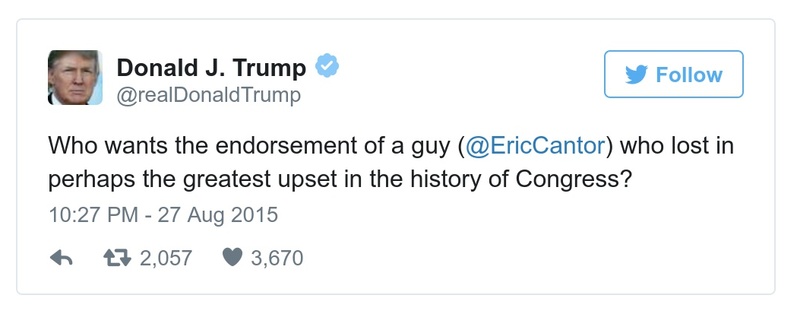 Donald J. Trump
@realDonaldTrump
Follow
Who wants the endorsement of a guy (@EricCantor) who lost in
perhaps the greatest upset in the history of Congress?
10:27 PM - 27 Aug 2015
2,057 3,670